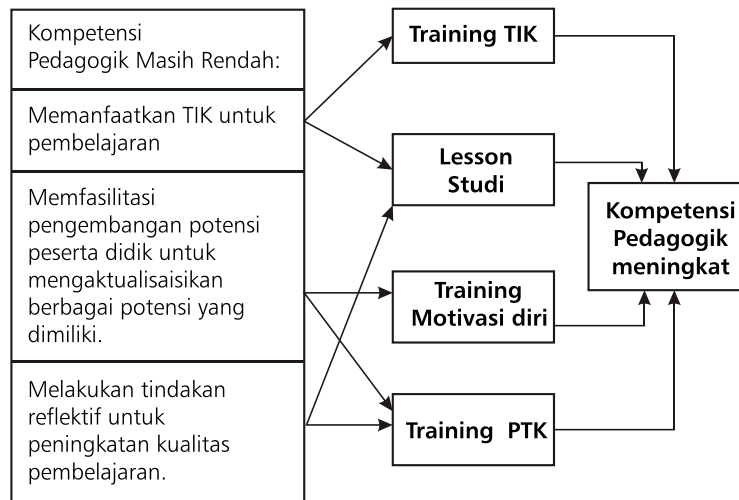 Kompetensi
Pedagogik Masih Rendah:
Memanfaatkan TIK untuk
pembelajaran
Memfasilitasi
pengembangan potensi
peserta didik untuk
mengaktualisaisikan
berbagai potensi yang
dimiliki.
Melakukan tindakan
reflektif untuk
peningkatan kualitas
pembelajaran.
Training TIK
Lesson
Studi
Training
Motivasi diri
Training PTK
Kompetensi
Pedagogik
meningkat